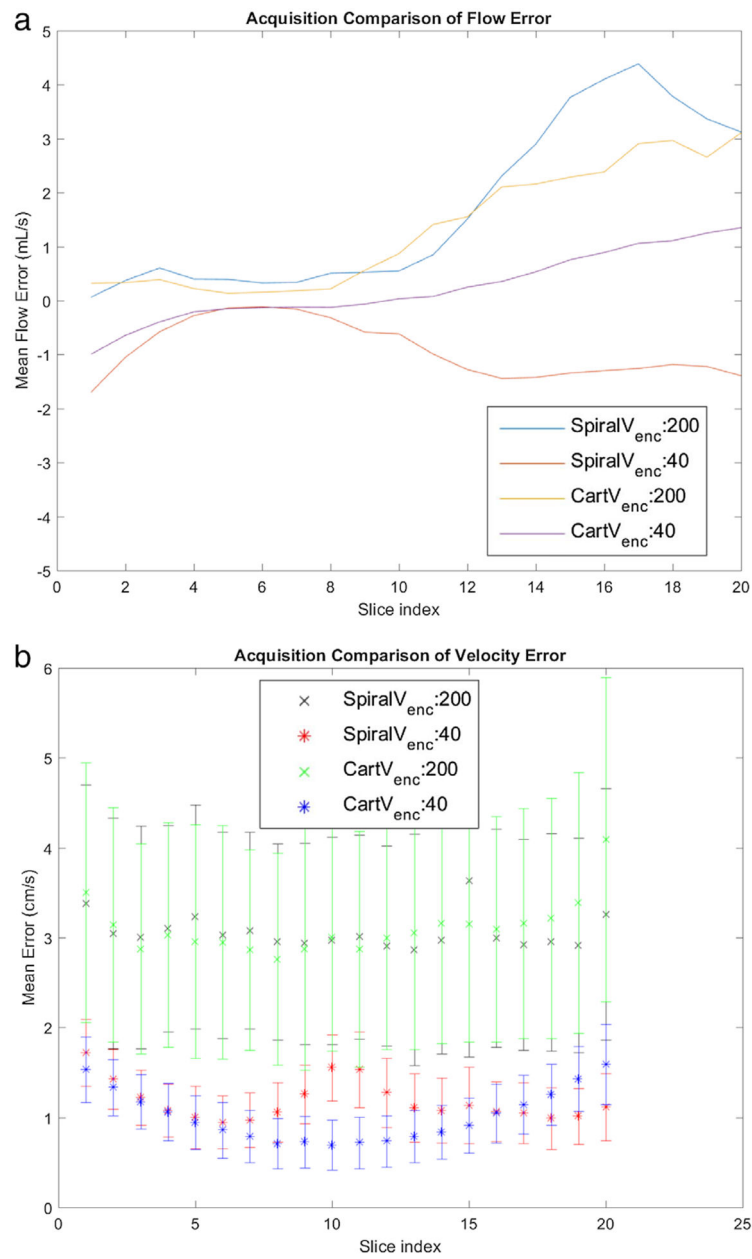 a
Acquisition Comparison of Flow Error
5
4
3
2
1
0
-1
-2
-3
-4
-5
Mean Flow Error (mL/s)
SpiralVenc:200
SpiralVenc:40
CartVenc:200
CartVenc:40
0 2 4 6 8 10 12 14 16 18 20
Slice index
b
Acquisition Comparison of Velocity Error
6
5
4
3
2
1
0
Mean Error (cm/s)
SpiralVenc:200
SpiralVenc:40
CartVenc:200
CartVenc:40
0 5 10 15 20 25
Slice index